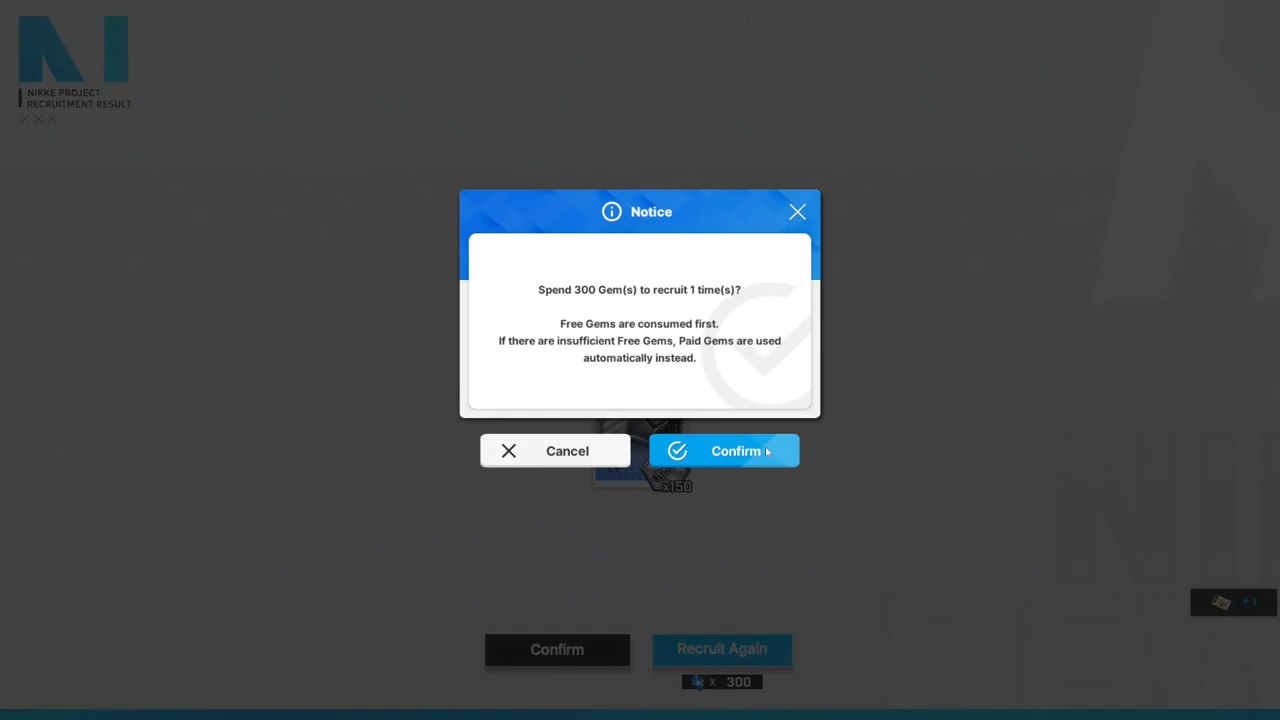 NIKKE PROJECT
RECRUITMENT RESULT
Notice
Spend 300 Gem(s) to recruit 1 time(s)?
Free Gems are consumed first.
If there are insufficient Free Gems, Paid Gems are used
automatically instead.
Cancel
Confirm
x150
+1
Confirm
Recruit Again
x 300